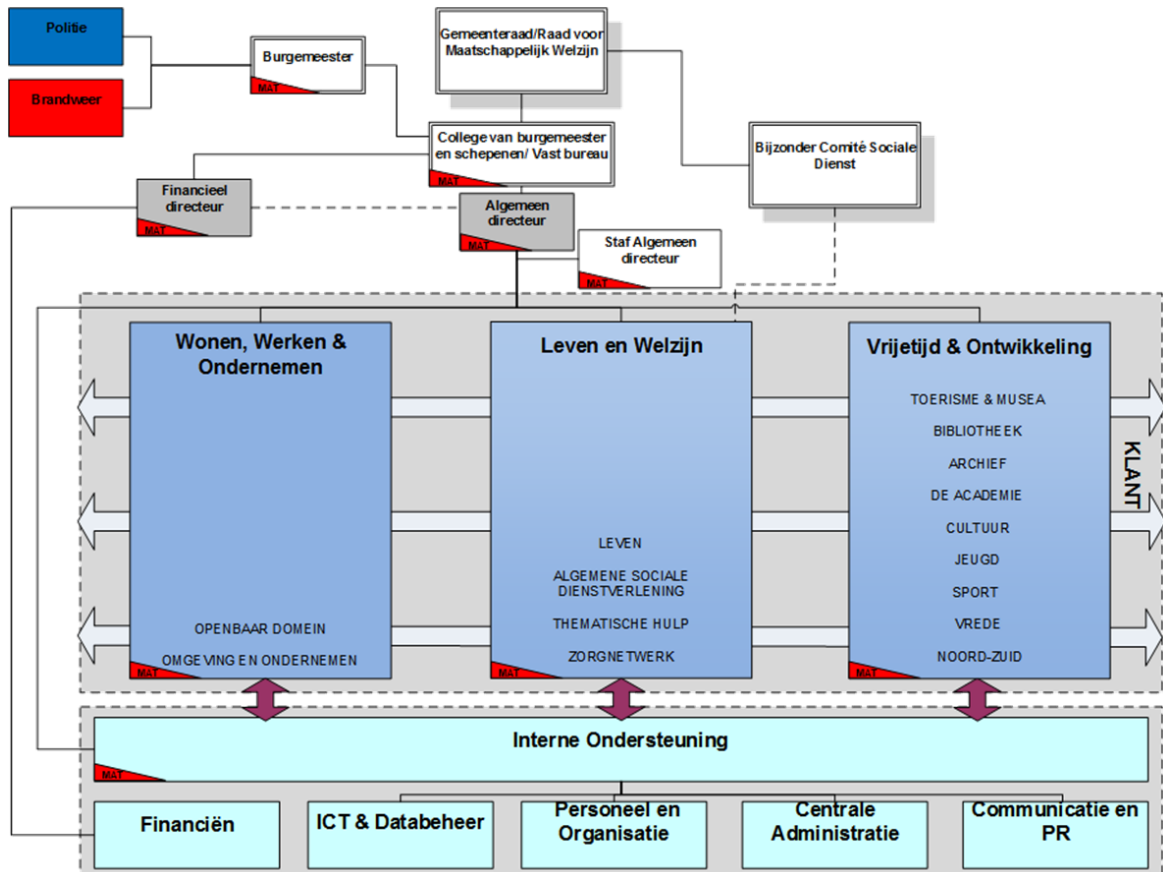 Politie
Brandweer
Burgemeester
MAT
Gemeenteraad/Raad voor
Maatschappelijk Welzijn
College van burgemeester
en schepenen/ Vast bureau
MAT
Bijzonder Comité Sociale
Dienst
Financieel
directeur
MAT
Algemeen
directeur
MAT
Staf Algemeen
directeur
MAT
Wonen, Werken &
Ondernemen
OPENBAAR DOMEIN
OMGEVING EN ONDERNEMEN
MAT
Leven en Welzijn
LEVEN
ALGEMENE SOCIALE
DIENSTVERLENING
THEMATISCHE HULP
ZORGNETWERK
MAT
Vrijetijd & Ontwikkeling
TOERISME & MUSEA
BIBLIOTHEEK
ARCHIEF
DE ACADEMIE
CULTUUR
JEUGD
SPORT
VREDE
NOORD-ZUID
MAT
KLANT
Interne Ondersteuning
MAT
Financiën
ICT & Databeheer
Personeel en
Organisatie
Centrale
Administratie
Communicatie en
PR